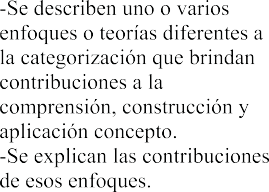 -Se describen uno o varios
enfoques o teorías diferentes a
la categorización que brindan
contribuciones a la
comprensión, construcción y
aplicación concepto.
-Se explican las contribuciones
de esos enfoques.